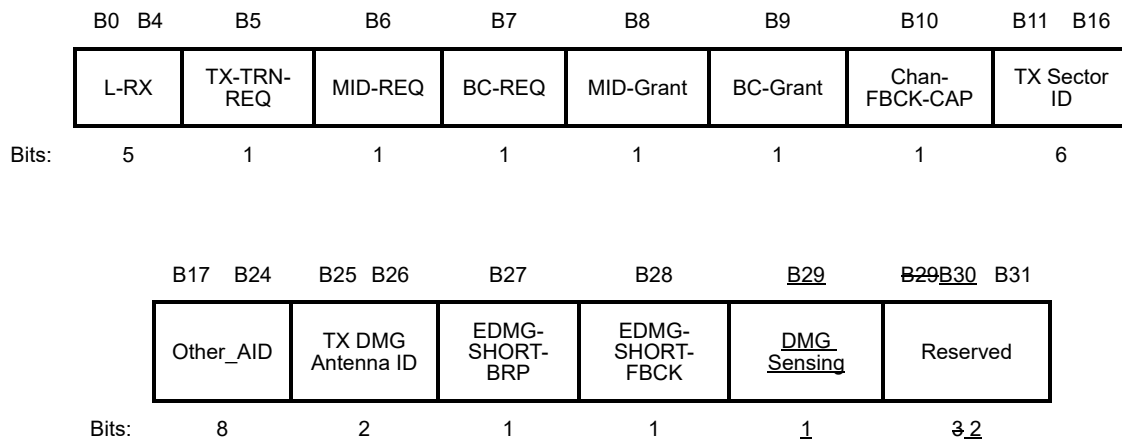 B0 B4 B5 B6 B7 B8 B9 B10 B11 B16
L-RX TX-TRN-REQ MID-REQ BC-REQ MID-Grant BC-Grant Chan-FBCK-CAP TX Sector ID
Bits: 5 1 1 1 1 1 1 6
B17 B24 B25 B26 B27 B28 B29 B29B30 B31
Other_AID TX DMG Antenna ID EDMG-SHORT-BRP EDMG-SHORT-FBCK DMG Sensing Reserved
Bits: 8 2 1 1 1 3 2